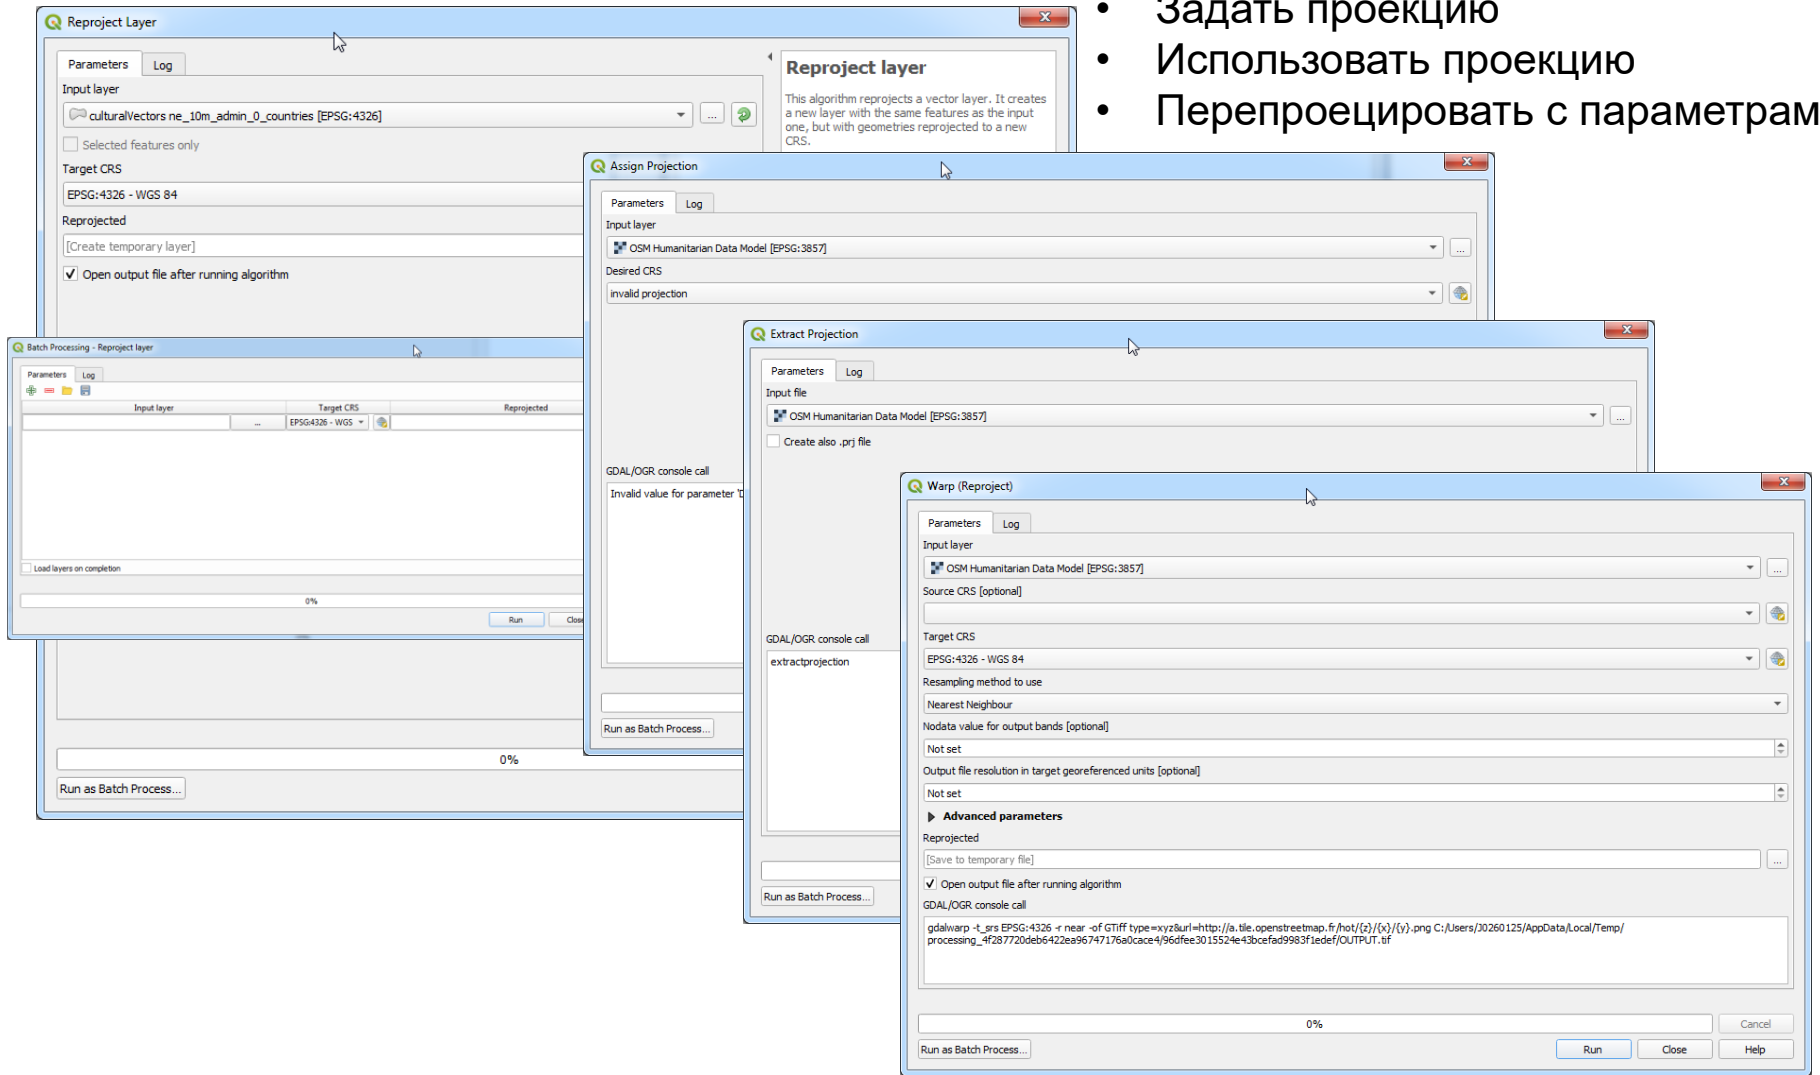 Задать проекцию
Использовать проекцию
Перепроецировать с параметрам
Reproject Layer
Parameters
Log
Input layer
culturalVectors ne_10m_admin_0_countries [EPSG:4326]
...
Selected features only
Target CRS
EPSG:4326 - WGS 84
Reprojected
[Create temporary layer]
Open output file after running algorithm
0%
Run as Batch Process...
Reproject layer
This algorithm reprojects a vector layer. It creates
a new layer with the same features as the input
one, but with geometries reprojected to a new
CRS.
Batch Processing - Reproject layer
Parameters
Log
Input layer
Target CRS
Reprojected
...
EPSG:4326 - WGS
Load layers on completion
0%
Run
Close
Assign Projection
Parameters
Log
Input layer
OSM Humanitarian Data Model [EPSG:3857]
...
Desired CRS
invalid projection
GDAL/OGR console call
Invalid value for parameter
Run as Batch Process...
Extract Projection
Parameters
Log
Input file
OSM Humanitarian Data Model [EPSG:3857]
...
Create also .prj file
GDAL/OGR console call
extractprojection
Run as Batch Process...
Warp (Reproject)
Parameters
Log
Input layer
OSM Humanitarian Data Model [EPSG:3857]
...
Source CRS [optional]
Target CRS
EPSG:4326 - WGS 84
Resampling method to use
Nearest Neighbour
Nodata value for output bands [optional]
Not set
Output file resolution in target georeferenced units [optional]
Not set
Advanced parameters
Reprojected
[Save to temporary file]
...
Open output file after running algorithm
GDAL/OGR console call
gdalwarp -t_srs EPSG:4326 -r near -of GTiff type=xyz&url=http://a.tile.openstreetmap.fr/hot/{z}/{x}/{y}.png C:/Users/J0260125/AppData/Local/Temp/
processing_4f287720deb6422ea96747176a0cace4/96dfee3015524e43bcefad9983f1edef/OUTPUT.tif
0%
Cancel
Run as Batch Process...
Run
Close
Help